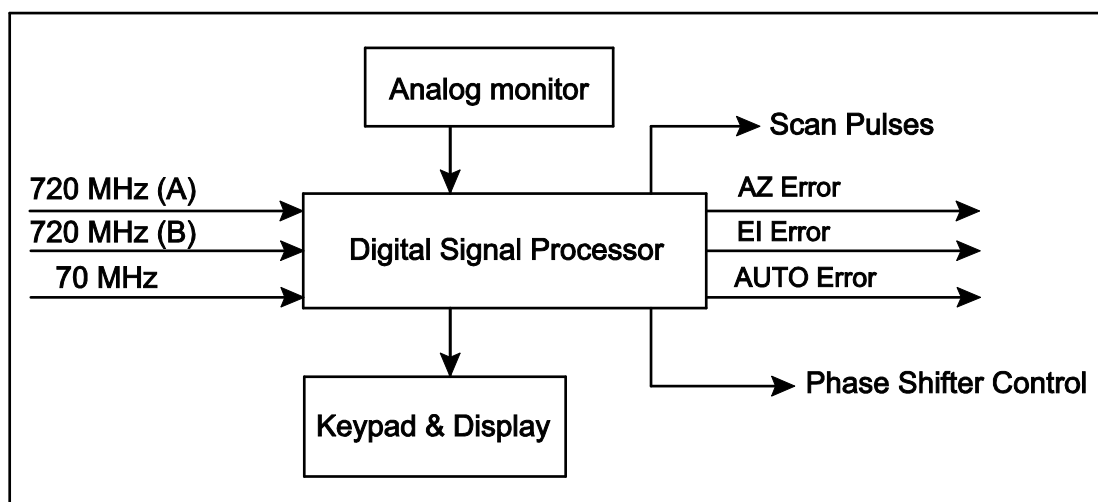 Analog monitor
Scan Pulses
720 MHz (A)
AZ Error
720 MHz (B)
Digital Signal Processor
EI Error
70 MHz
AUTO Error
Phase Shifter Control
Keypad & Display